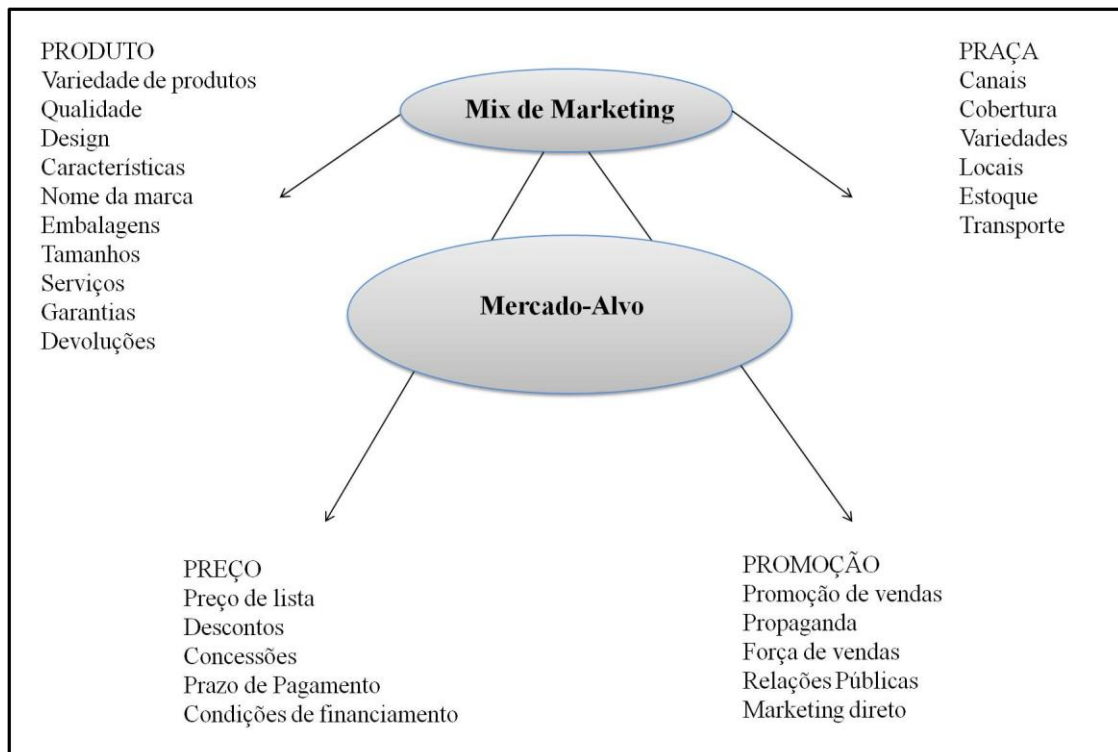 PRODUTO
Variedade de produtos
Qualidade
Design
Características
Nome da marca
Embalagens
Tamanhos
Serviços
Garantias
Devoluções
Mix de Marketing
PRAÇA
Canais
Cobertura
Variedades
Locais
Estoque
Transporte
Mercado-Alvo
PREÇO
Preço de lista
Descontos
Concessões
Prazo de Pagamento
Condições de financiamento
PROMOÇÃO
Promoção de vendas
Propaganda
Força de vendas
Relações Públicas
Marketing direto